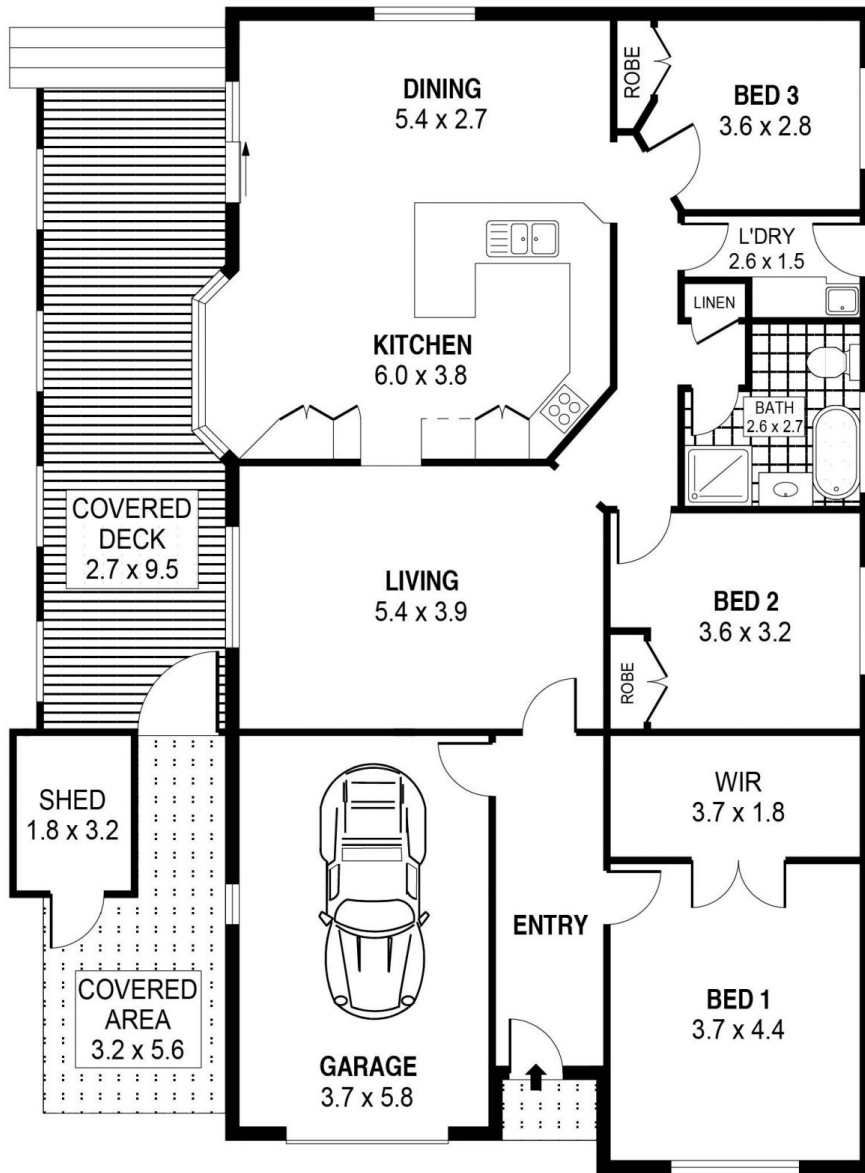 DINING
5.4 x 2.7
ROBE
BED 3
3.6 x 2.8
L'DRY
2.6 x 1.5
LINEN
KITCHEN
6.0 x 3.8
BATH
2.6 x 2.7
COVERED
DECK
2.7 x 9.5
LIVING
5.4 x 3.9
BED 2
3.6 x 3.2
ROBE
SHED
1.8 x 3.2
WIR
3.7 x 1.8
ENTRY
COVERED
AREA
3.2 x 5.6
BED 1
3.7 x 4.4
GARAGE
3.7 x 5.8